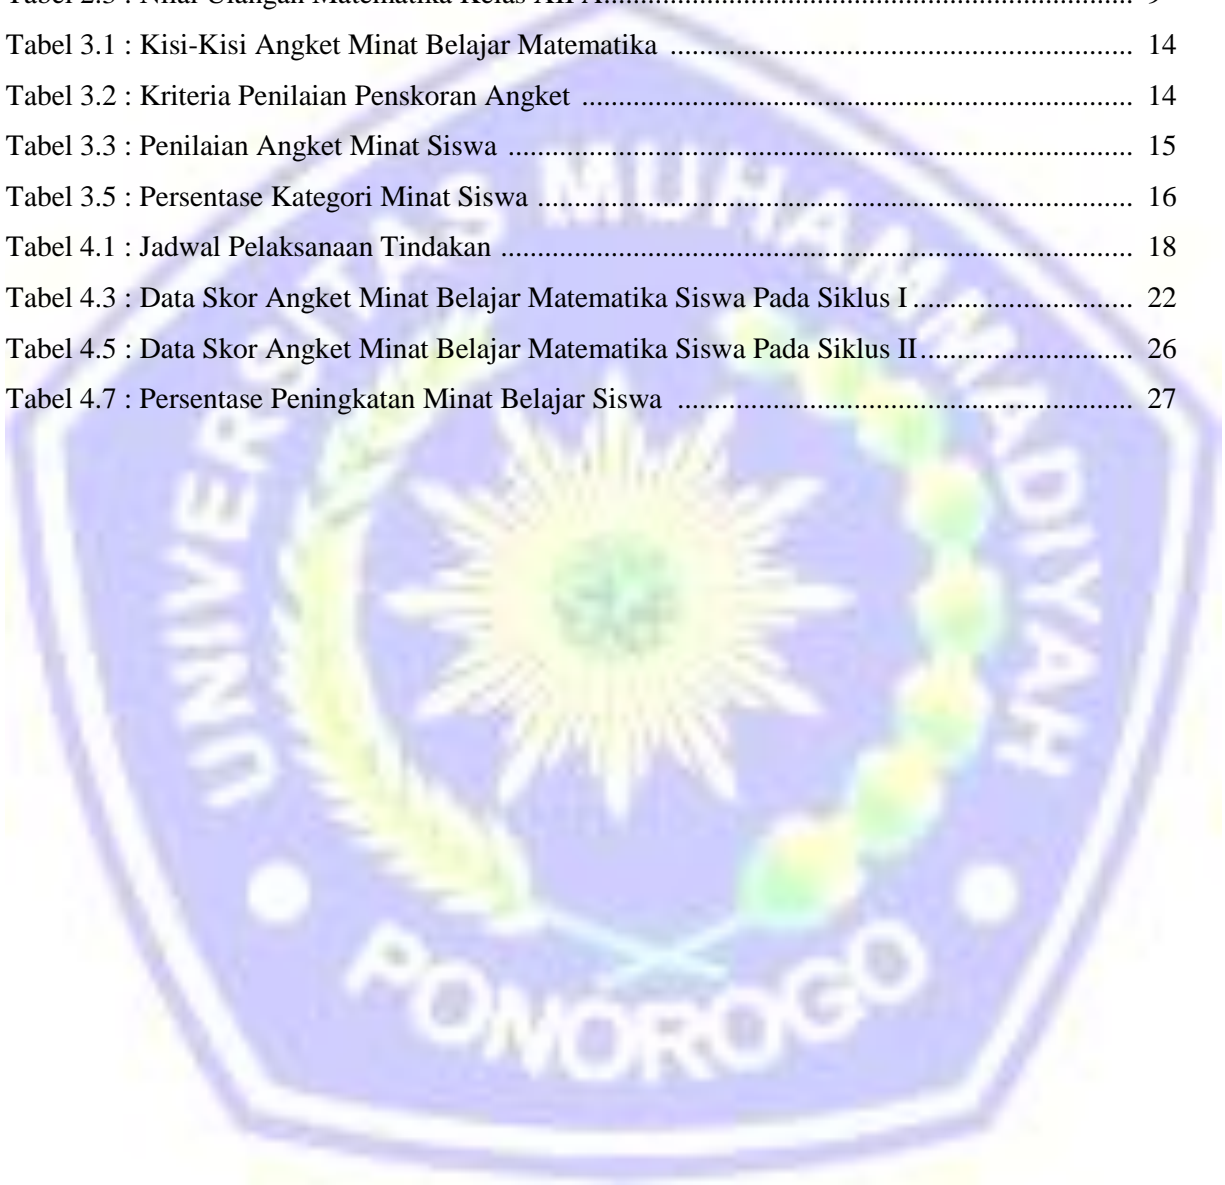 Tabel 3.1 : Kisi-Kisi Angket Minat Belajar Matematika ........................................................... 14
Tabel 3.2 : Kriteria Penilaian Penskoran Angket ...................................................................... 14
Tabel 3.3 : Penilaian Angket Minat Siswa ................................................................................ 15
Tabel 3.5 : Persentase Kategori Minat Siswa ............................................................................ 16
Tabel 4.1 : Jadwal Pelaksanaan Tindakan ................................................................................. 18
Tabel 4.3 : Data Skor Angket Minat Belajar Matematika Siswa Pada Siklus I ............................ 22
Tabel 4.5 : Data Skor Angket Minat Belajar Matematika Siswa Pada Siklus II ........................... 26
Tabel 4.7 : Persentase Peningkatan Minat Belajar Siswa .......................................................... 27
UNIVERSITAS MUHAMMADIYAH
PONOROGO